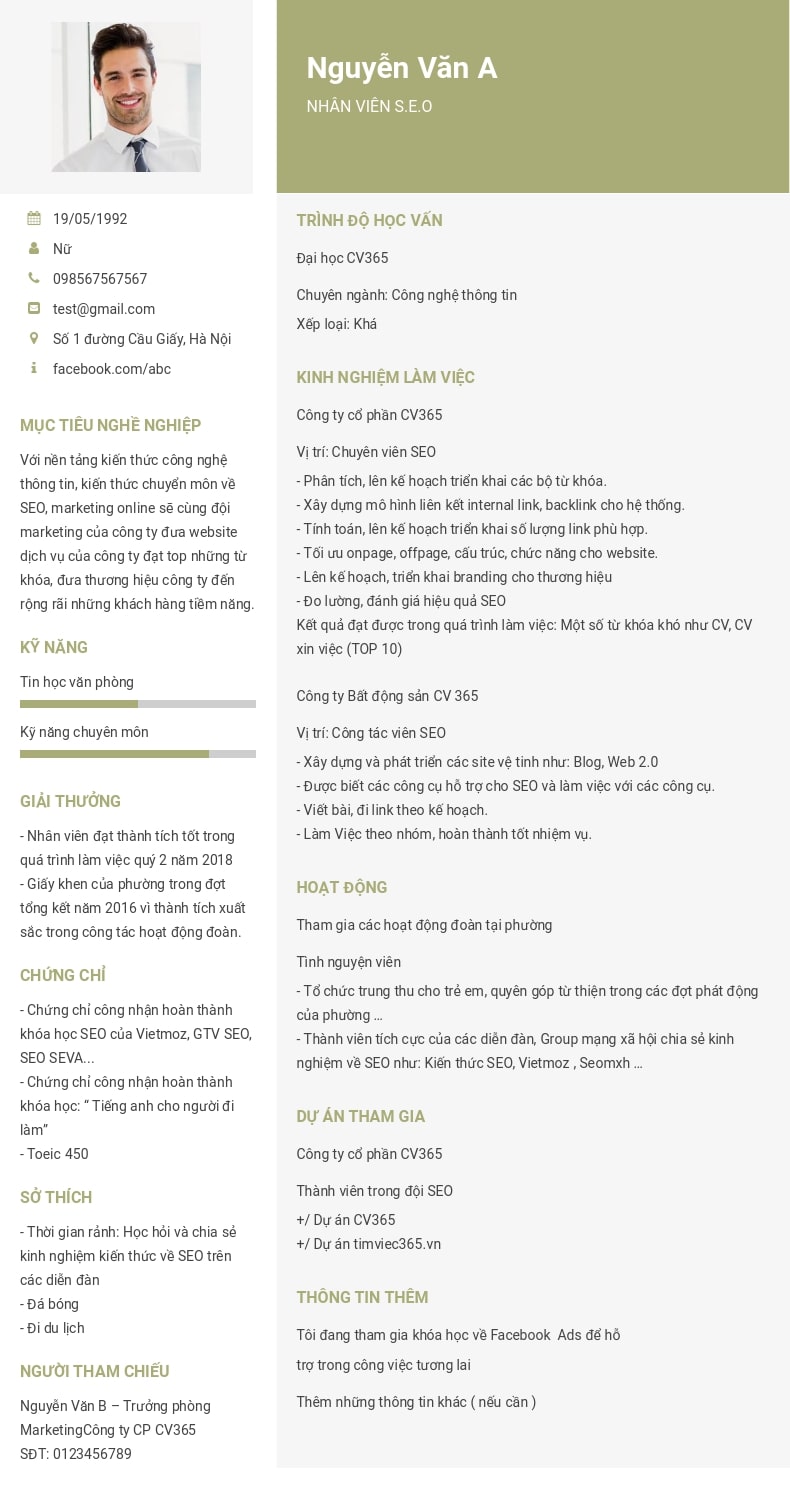 Nguyễn Văn A
NHÂN VIÊN S.E.O
19/05/1992
Nữ
098567567567
test@gmail.com
Số 1 đường Cầu Giấy, Hà Nội
facebook.com/abc
MỤC TIÊU NGHỀ NGHIỆP
Với nền tảng kiến thức công nghệ
thông tin, kiến thức chuyển môn về
SEO, marketing online sẽ cùng đội
marketing của công ty đưa website
dịch vụ của công ty đạt top những từ
khóa, đưa thương hiệu công ty đến
rộng rãi những khách hàng tiềm năng.
KỸ NĂNG
Tin học văn phòng
Kỹ năng chuyên môn
GIẢI THƯỞNG
- Nhân viên đạt thành tích tốt trong
quá trình làm việc quý 2 năm 2018
- Giấy khen của phường trong đợt
tổng kết năm 2016 vì thành tích xuất
sắc trong công tác hoạt động đoàn.
CHỨNG CHỈ
- Chứng chỉ công nhận hoàn thành
khóa học SEO của Vietmoz, GTV SEO,
SEO SEVA...
- Chứng chỉ công nhận hoàn thành
khóa học: “ Tiếng anh cho người đi
làm”
- Toeic 450
SỞ THÍCH
- Thời gian rảnh: Học hỏi và chia sẻ
kinh nghiệm kiến thức về SEO trên
các diễn đàn
- Đá bóng
- Đi du lịch
NGƯỜI THAM CHIẾU
Nguyễn Văn B – Trưởng phòng
MarketingCông ty CP CV365
SĐT: 0123456789
TRÌNH ĐỘ HỌC VẤN
Đại học CV365
Chuyên ngành: Công nghệ thông tin
Xếp loại: Khá
KINH NGHIỆM LÀM VIỆC
Công ty cổ phần CV365
Vị trí: Chuyên viên SEO
- Phân tích, lên kế hoạch triển khai các bộ từ khóa.
- Xây dựng mô hình liên kết internal link, backlink cho hệ thống.
- Tính toán, lên kế hoạch triển khai số lượng link phù hợp.
- Tối ưu onpage, offpage, cấu trúc, chức năng cho website.
- Lên kế hoạch, triển khai branding cho thương hiệu
- Đo lường, đánh giá hiệu quả SEO
Kết quả đạt được trong quá trình làm việc: Một số từ khóa khó như CV, CV
xin việc (TOP 10)
Công ty Bất động sản CV 365
Vị trí: Công tác viên SEO
- Xây dựng và phát triển các site vệ tinh như: Blog, Web 2.0
- Được biết các công cụ hỗ trợ cho SEO và làm việc với các công cụ.
- Viết bài, đi link theo kế hoạch.
- Làm Việc theo nhóm, hoàn thành tốt nhiệm vụ.
HOẠT ĐỘNG
Tham gia các hoạt động đoàn tại phường
Tình nguyện viên
- Tổ chức trung thu cho trẻ em, quyên góp từ thiện trong các đợt phát động
của phường …
- Thành viên tích cực của các diễn đàn, Group mạng xã hội chia sẻ kinh
nghiệm về SEO như: Kiến thức SEO, Vietmoz , Seomxh …
DỰ ÁN THAM GIA
Công ty cổ phần CV365
Thành viên trong đội SEO
+/ Dự án CV365
+/ Dự án timviec365.vn
THÔNG TIN THÊM
Tôi đang tham gia khóa học về Facebook  Ads để hỗ
trợ trong công việc tương lai
Thêm những thông tin khác ( nếu cần )